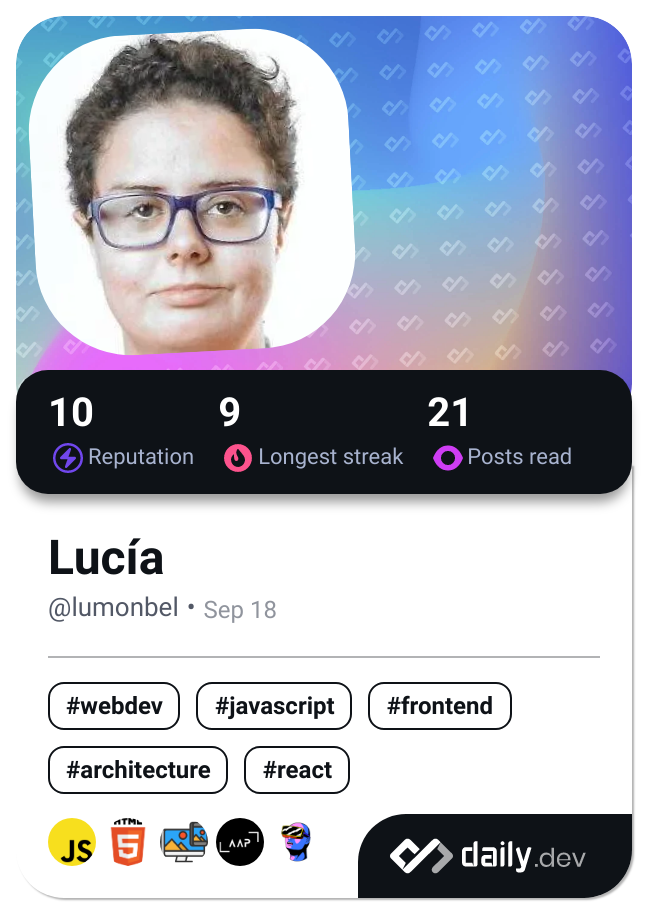 10 9 21
Reputation Longest streak Posts read
Lucía
@lumonbel • Sep 18
#webdev #javascript #frontend
#architecture #react
HTML
JS 5 daily.dev